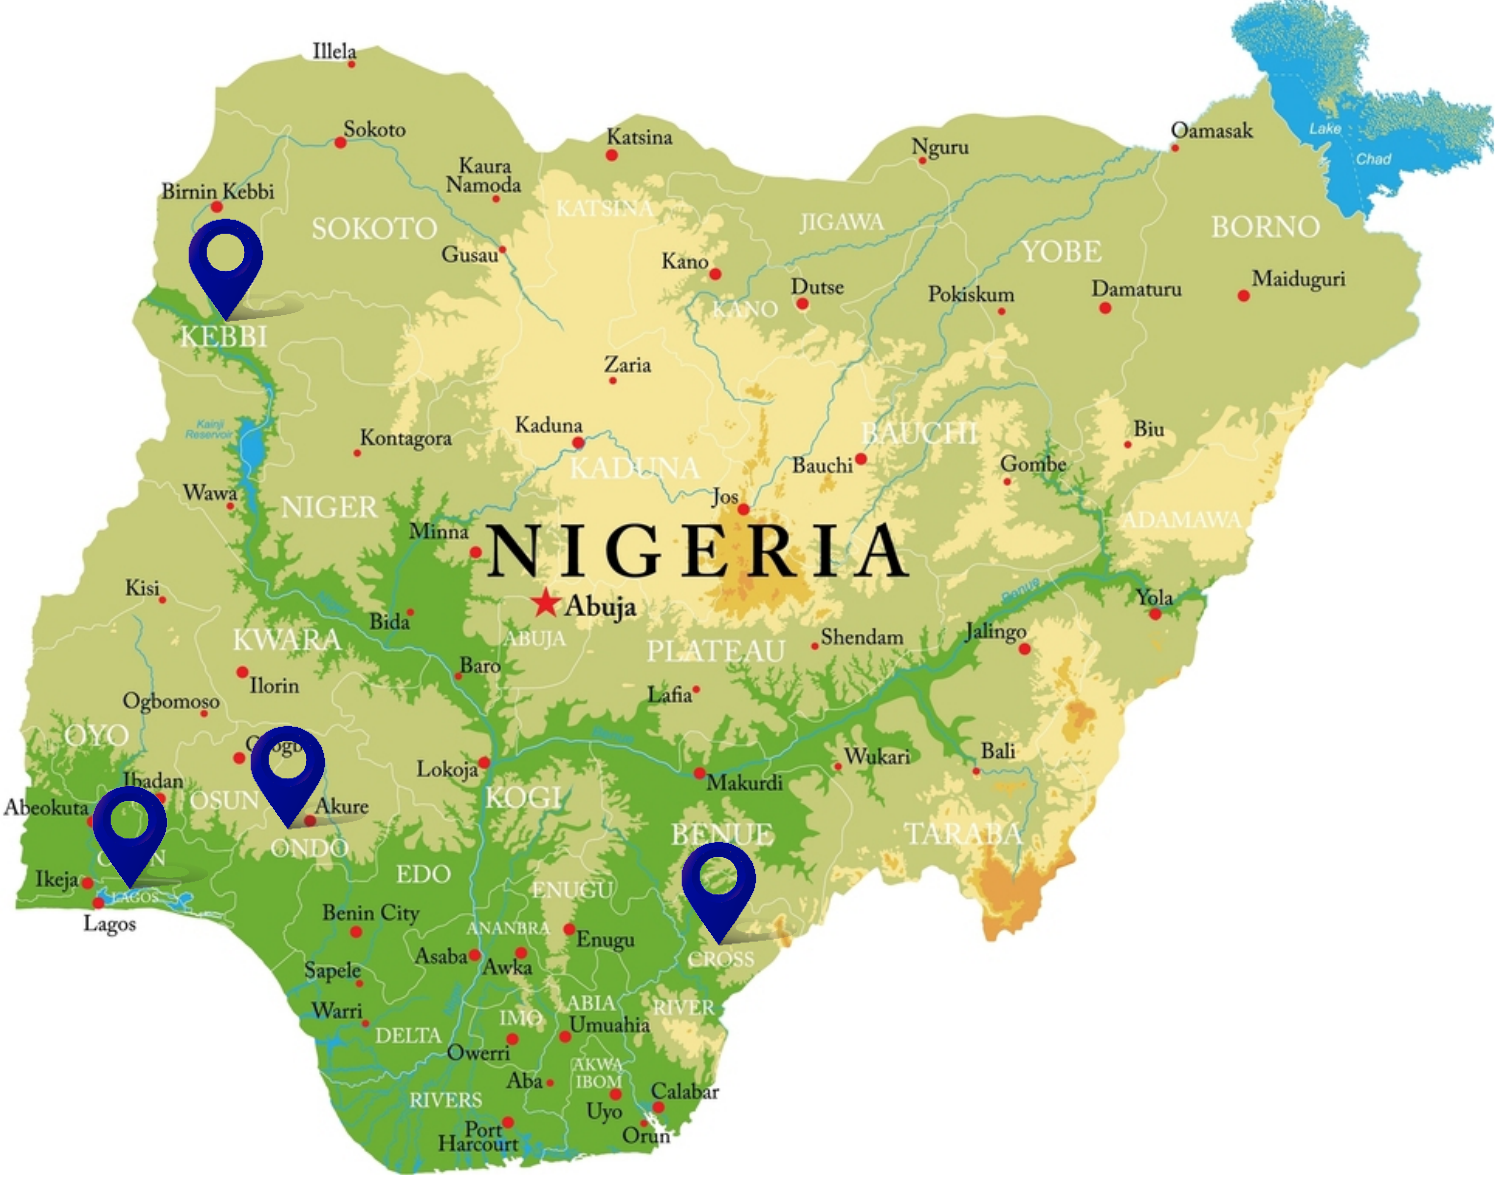 Illela
Sokoto
Katsina
Oamasak
Nguru
Lake
Chad
Kaura
Namoda
Birnin Kebbi
KATSINA
JIGAWA
SOKOTO
BORNO
YOBE
Gusau
Kano
Dutse
Pokiskum
Damaturu
Maiduguri
KANO
KEBBI
Zaria
Kainji
Reservoir
Kontagora
Kaduna
BAUCHI
Biu
KADUNA
Bauchi
Gombe
Wawa
NIGER
Jos
ADAMAWA
Minna
NIGERIA
Kisi
Niger
Benue
Yola
Abuja
Bida
KWARA
ABUJA
PLATEAU
Shendam
Jalingo
Baro
Ilorin
Lafia
Ogbomoso
OYO
Benue
Bali
Wukari
Lokoja
Makurdi
Ibadan
OSUN
KOGI
Abeokuta
Akure
BENUE
TARABA
ONDO
EDO
Ikeja
LAGOS
ENUGU
Lagos
Benin City
ANANBRA
Enugu
Asaba
Awka
CROSS
Sapele
Warri
ABIA
RIVER
IMO
DELTA
Umuahia
Owerri
AKWA
IBOM
Aba
Calabar
RIVERS
Uyo
Port
Harcourt
Orun